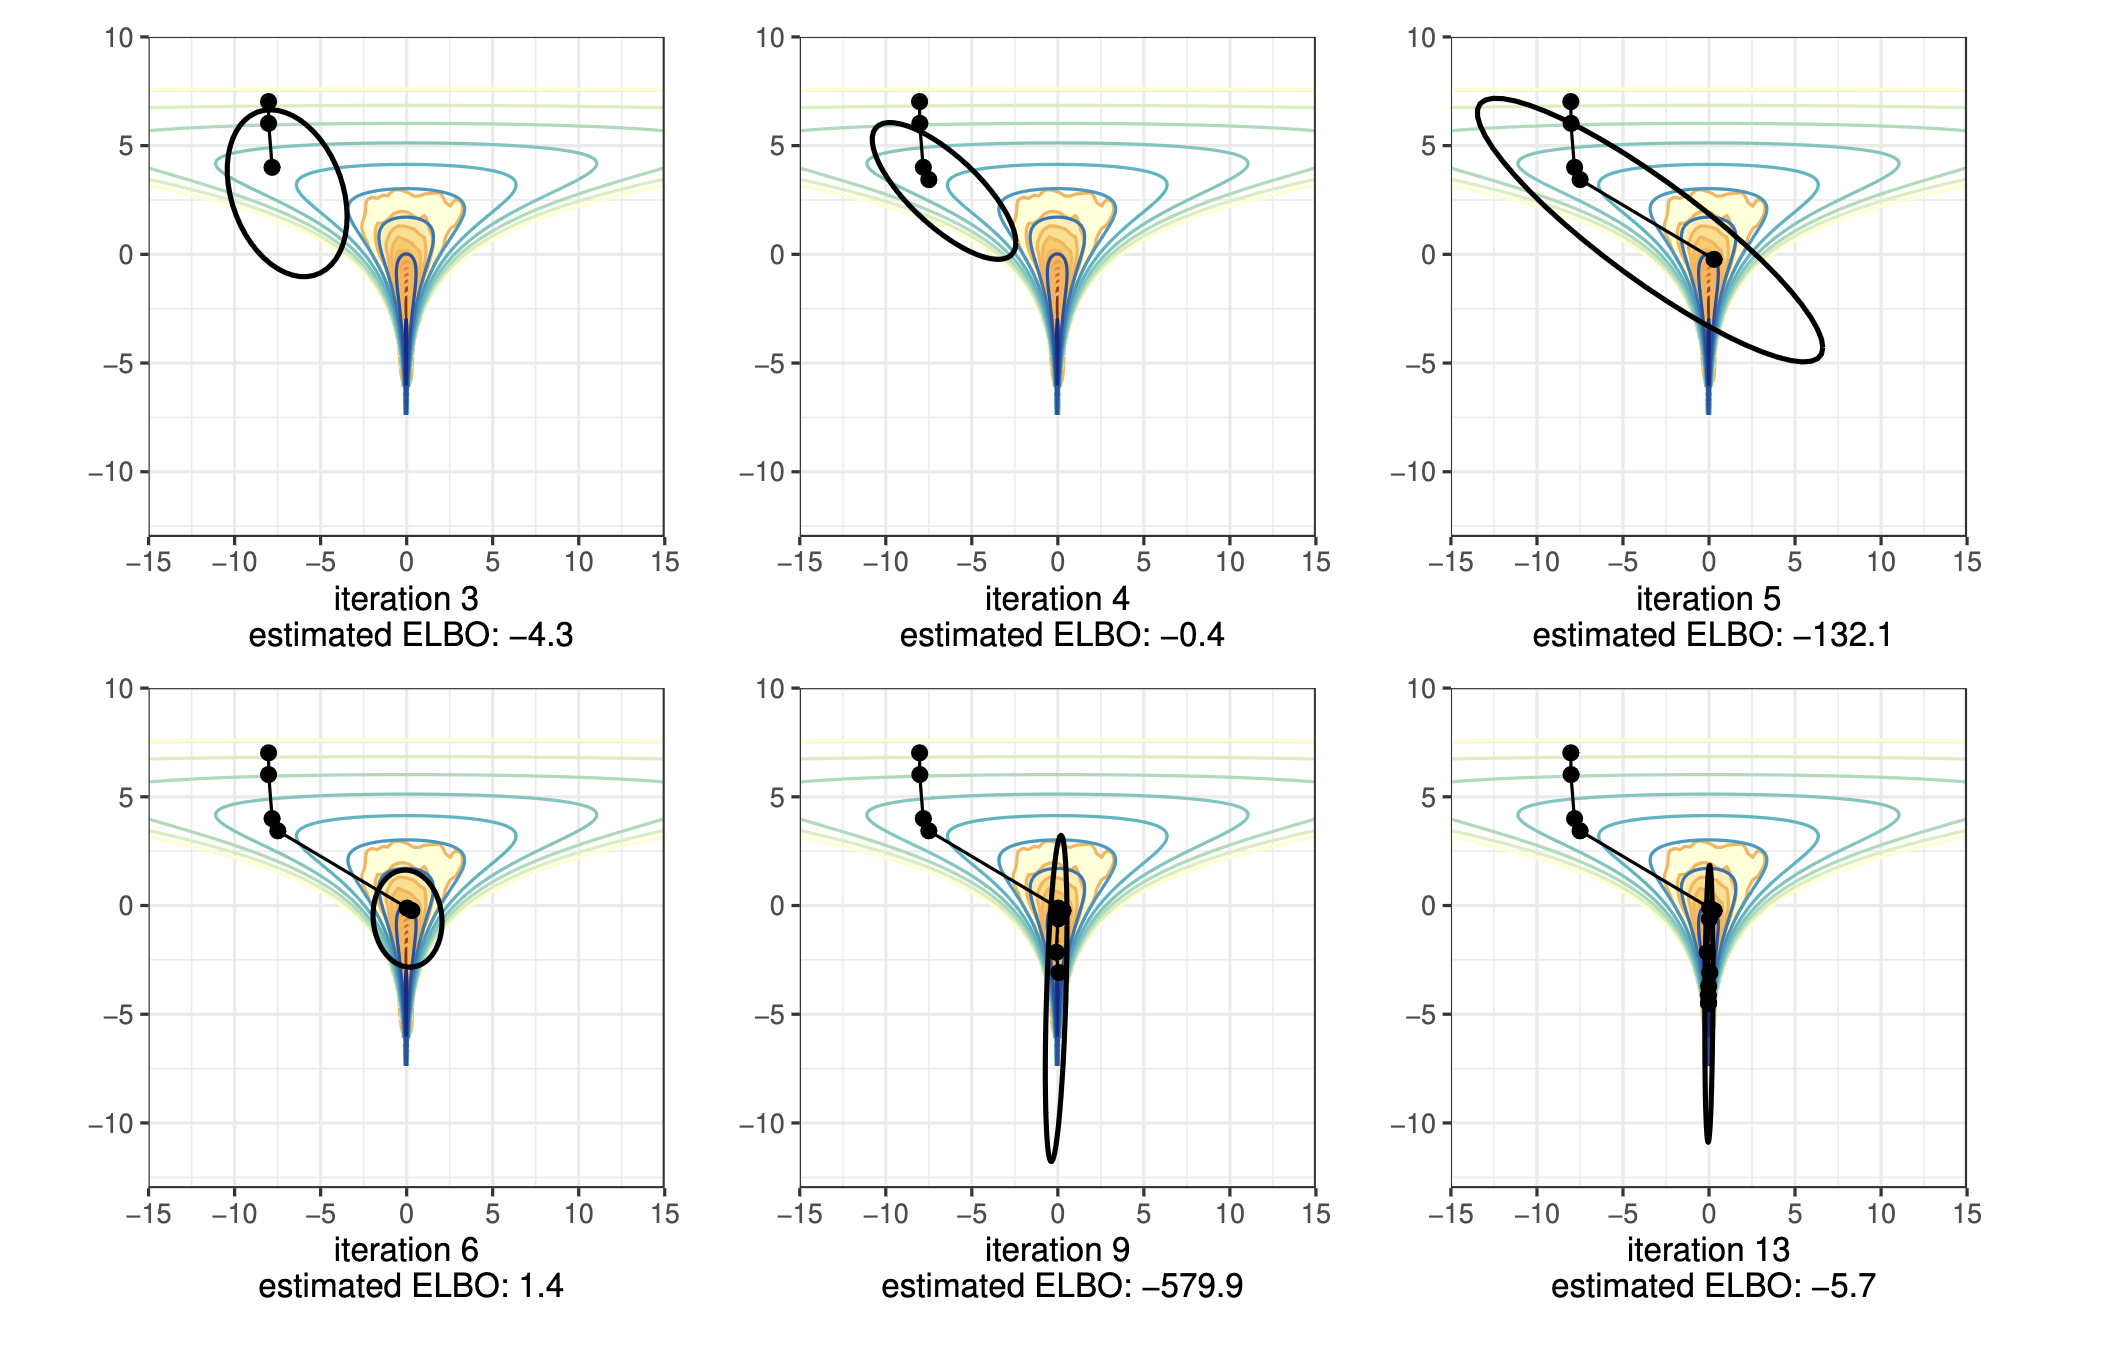 10
5
0
−5
−10
−15 −10 −5 0 5 10 15
iteration 3
estimated ELBO: −4.3
10
5
0
−5
−10
−15 −10 −5 0 5 10 15
iteration 4
estimated ELBO: −0.4
10
5
0
−5
−10
−15 −10 −5 0 5 10 15
iteration 5
estimated ELBO: −132.1
10
5
0
−5
−10
−15 −10 −5 0 5 10 15
iteration 6
estimated ELBO: 1.4
10
5
0
−5
−10
−15 −10 −5 0 5 10 15
iteration 9
estimated ELBO: −579.9
10
5
0
−5
−10
−15 −10 −5 0 5 10 15
iteration 13
estimated ELBO: −5.7